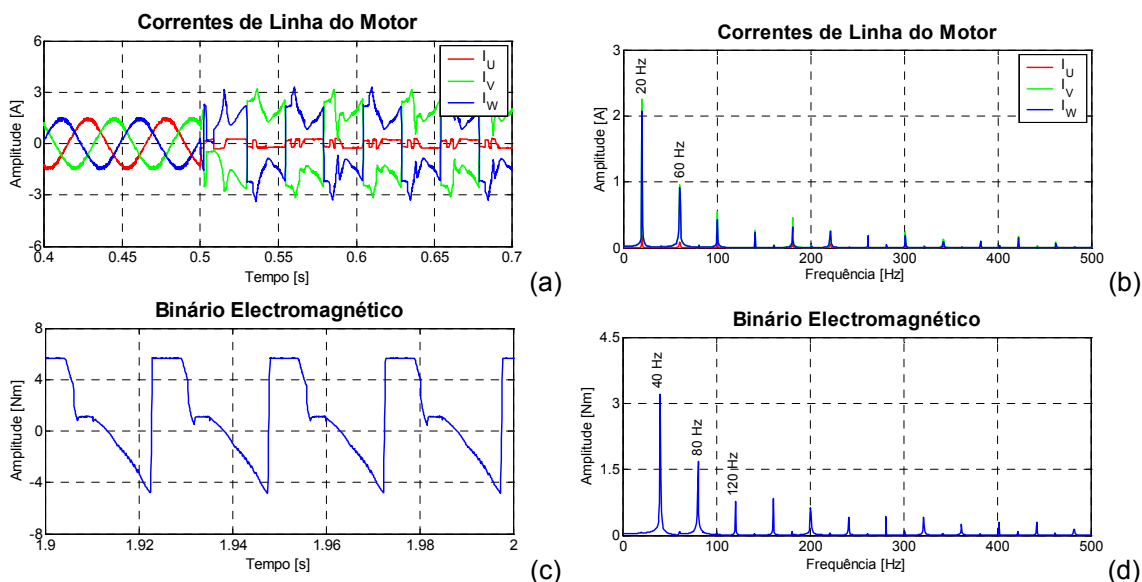 Correntes de Linha do Motor
6
3
0
-3
-6
Amplitude [A]
0.4
0.45
0.5
0.55
0.6
0.65
0.7
Tempo [s]
I_U
I_V
I_W
(a)
Correntes de Linha do Motor
3
2
1
0
Amplitude [A]
20 Hz
60 Hz
0
100
200
300
400
500
Frequência [Hz]
I_U
I_V
I_W
(b)
Binário Electromagnético
8
4
0
-4
-8
Amplitude [Nm]
1.9
1.92
1.94
1.96
1.98
2
Tempo [s]
(c)
Binário Electromagnético
4.5
3
1.5
0
Amplitude [Nm]
40 Hz
80 Hz
120 Hz
0
100
200
300
400
500
Frequência [Hz]
(d)